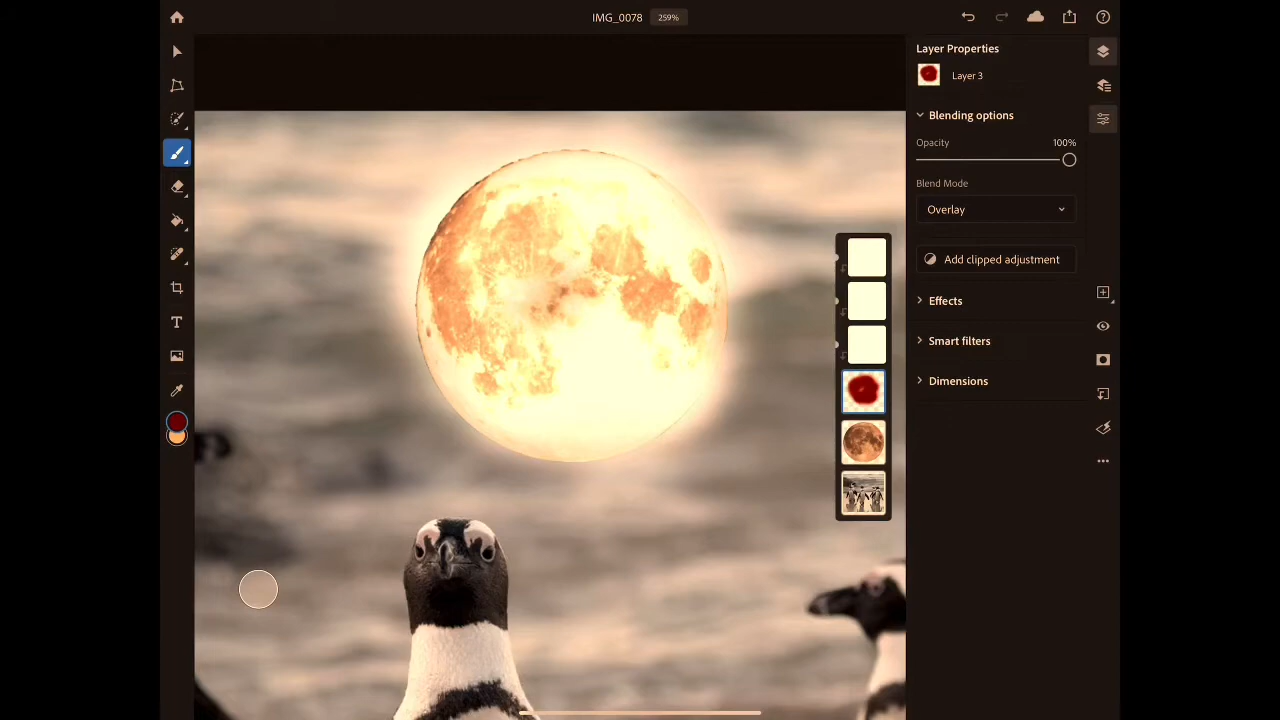 IMG_0078 259%
Layer Properties
Layer 3
Blending options
Opacity 100%
Blend Mode
Overlay
Add clipped adjustment
Effects
Smart filters
Dimensions
T